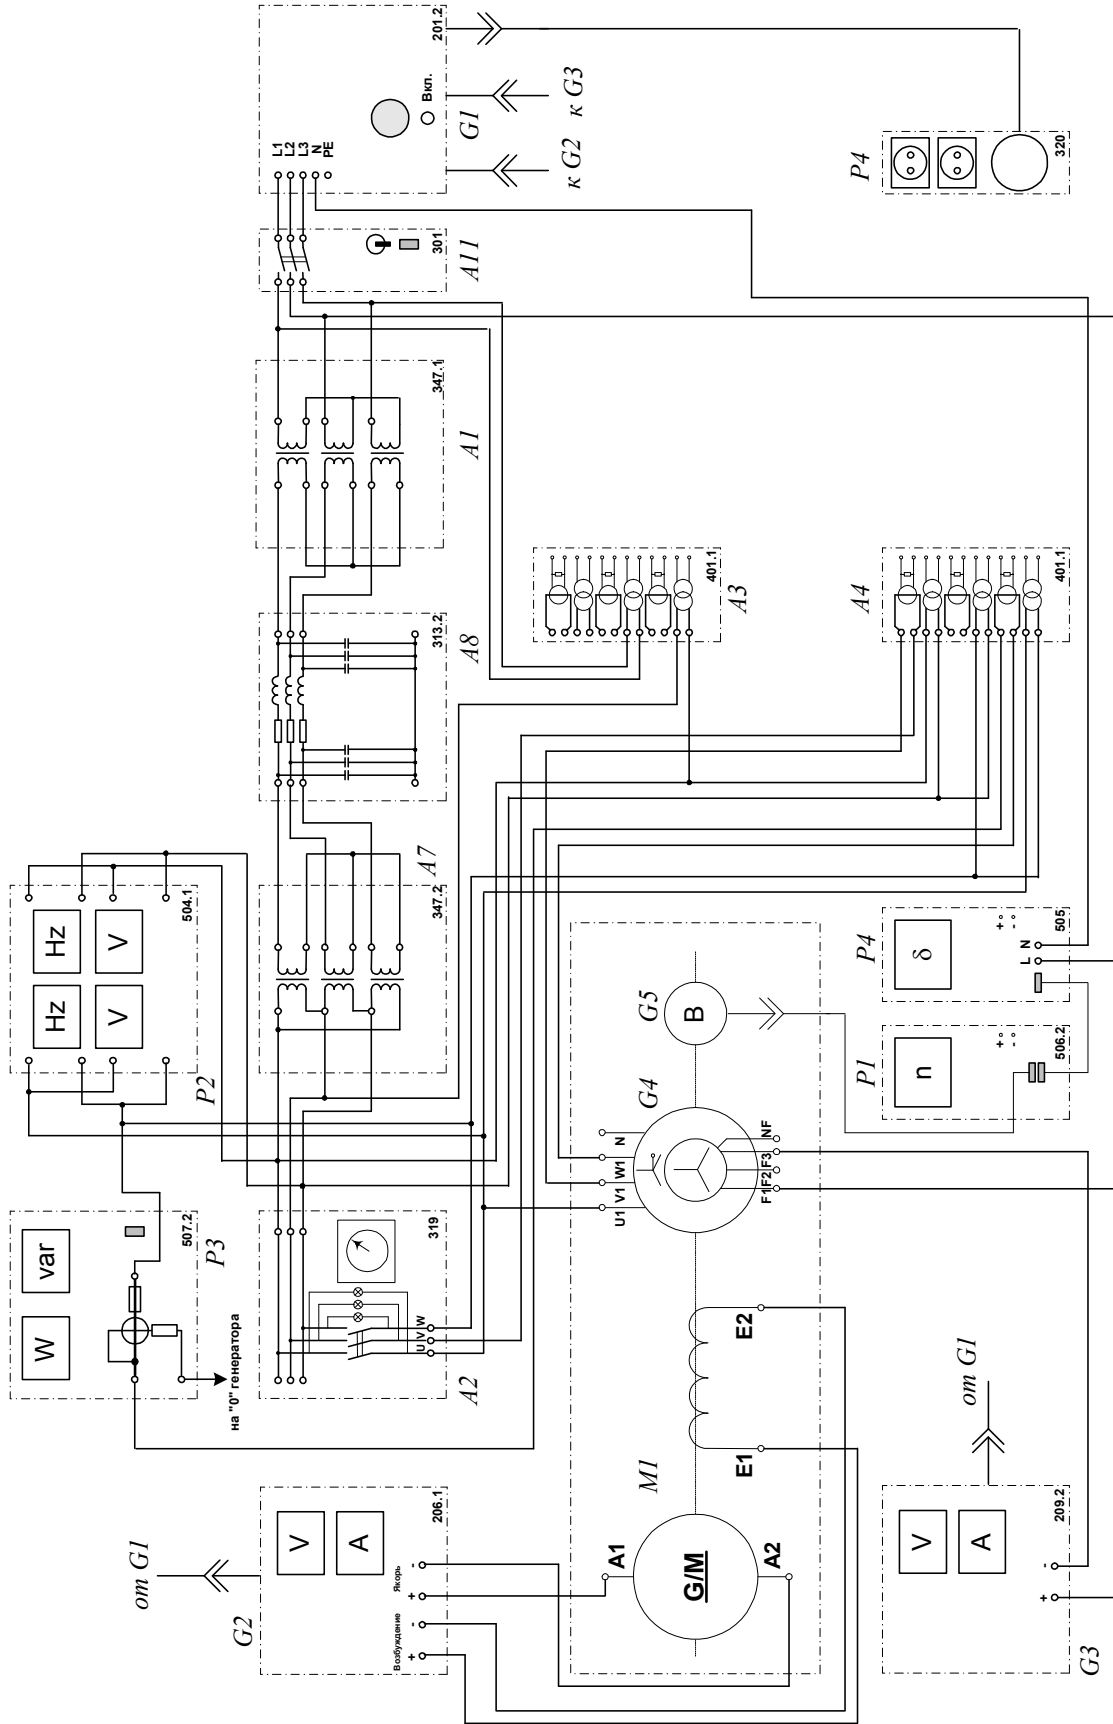 от G1
G2
V
A
206.1
Возбуждение
+
-
Якорь
+
-
W
var
507.2
P3
на "0" генератора
Hz
Hz
V
V
504.1
P2
A2
319
U
V
W
347.2
A7
313.2
A8
347.1
A1
301
A11
L1
L2
L3
N
PE
Вкл.
201.2
G1
к G2
к G3
M1
G/M
A1
A2
E1
E2
G4
U1
V1
W1
N
F1
F2
F3
NF
G5
B
401.1
A3
401.1
A4
от G1
V
A
209.2
+
-
G3
P1
n
+
-
506.2
P4
δ
+
-
L
N
505
P4
320